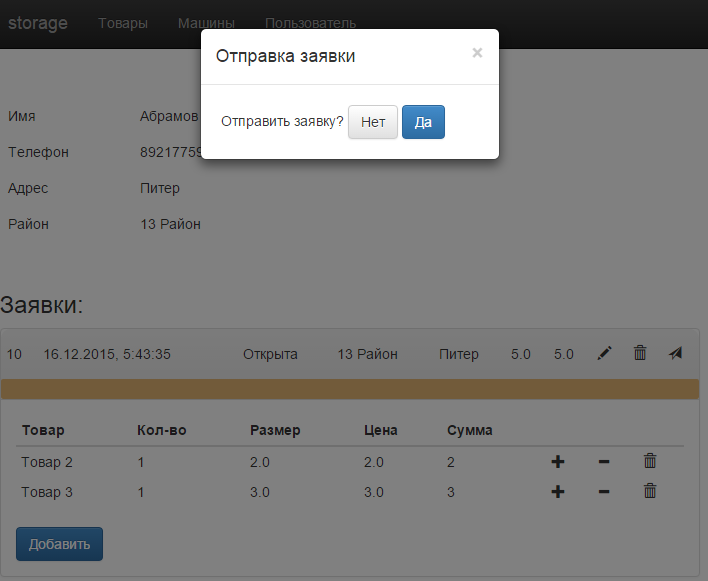 storage Товары Машины Пользователь
Отправка заявки ×
Отправить заявку? Нет Да
Имя Абрамов
Телефон 89217759
Адрес Питер
Район 13 Район
Заявки:
10 16.12.2015, 5:43:35 Открыта 13 Район Питер 5.0 5.0
Товар Кол-во Размер Цена Сумма
Товар 2 1 2.0 2.0 2
Товар 3 1 3.0 3.0 3
Добавить